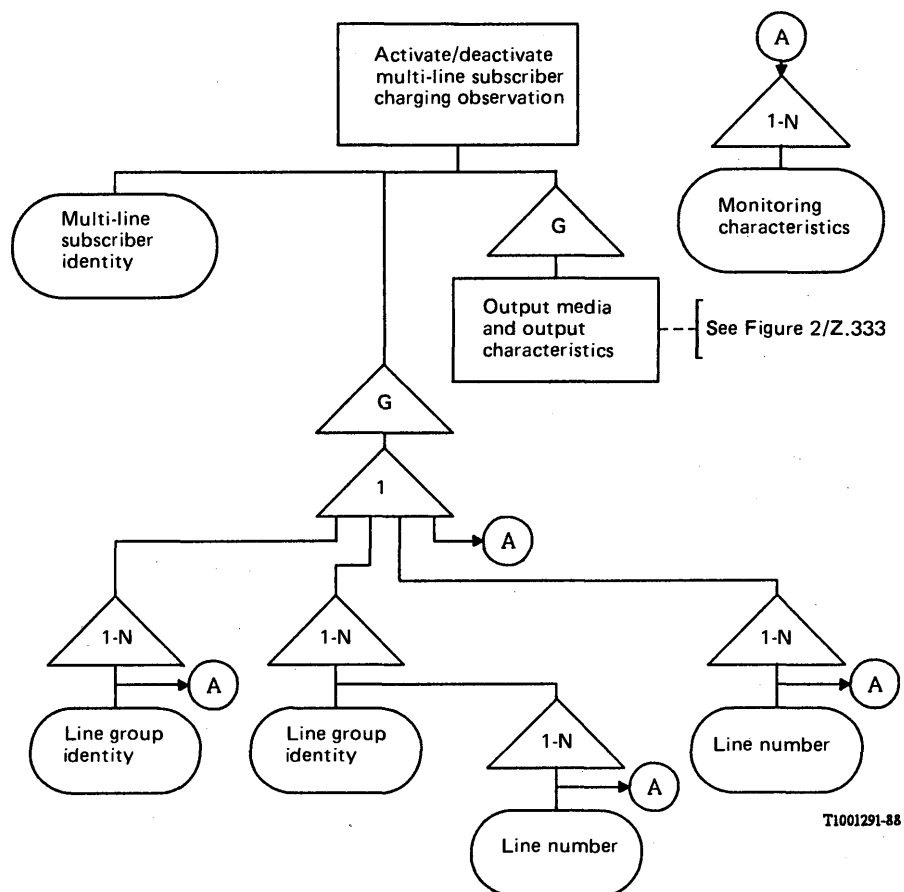 Activate/deactivate
multi-line subscriber
charging observation
A
1-N
Monitoring
characteristics
Multi-line
subscriber
identity
G
Output media
and output
characteristics
See Figure 2/Z.333
G
1
A
1-N
A
Line group
identity
1-N
Line group
identity
1-N
A
Line number
1-N
A
Line number
T1001291-88